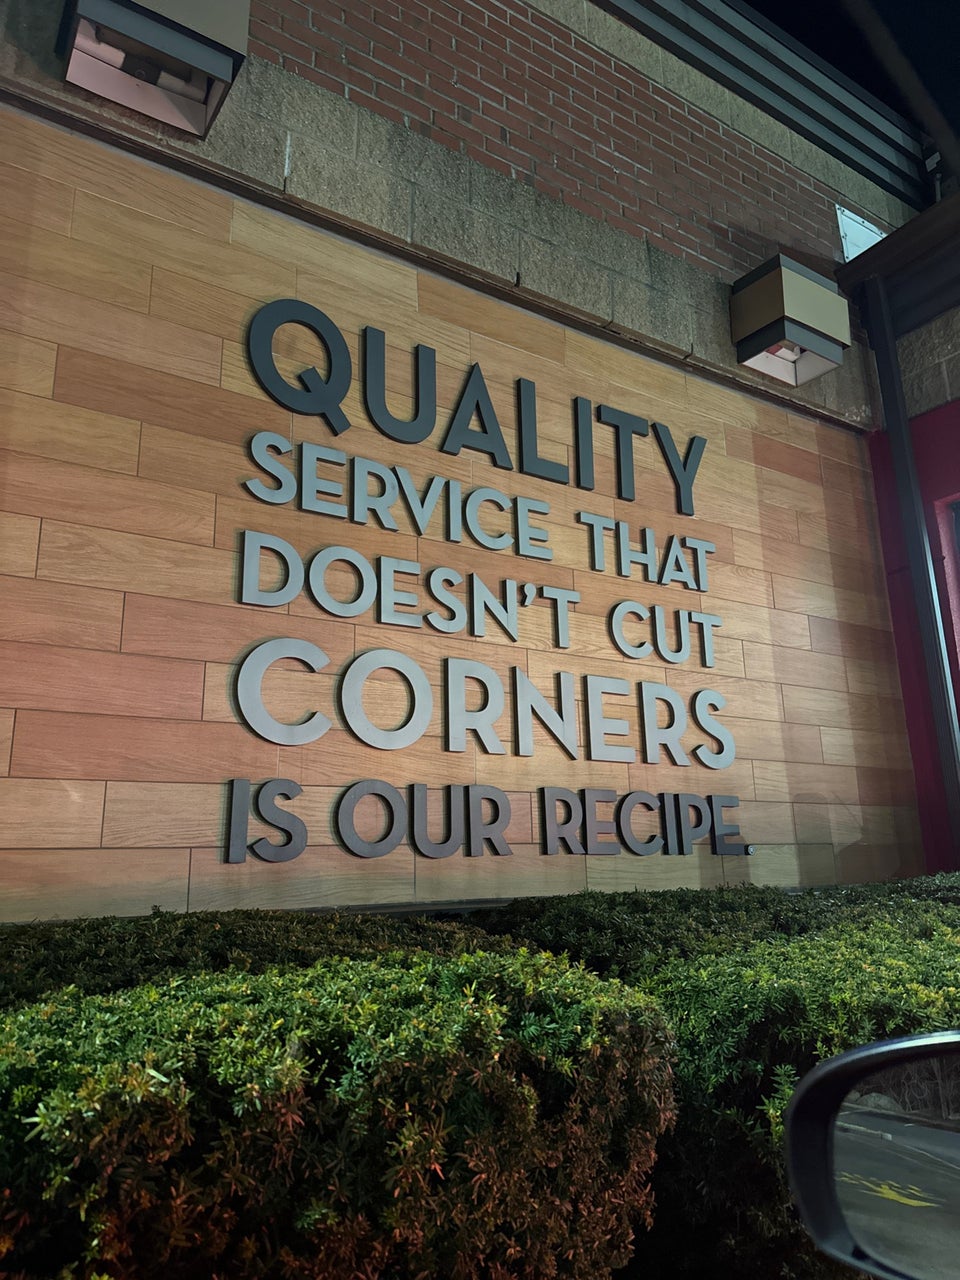 QUALITY
SERVICE THAT
DOESN'T CUT
CORNERS
IS OUR RECIPE.